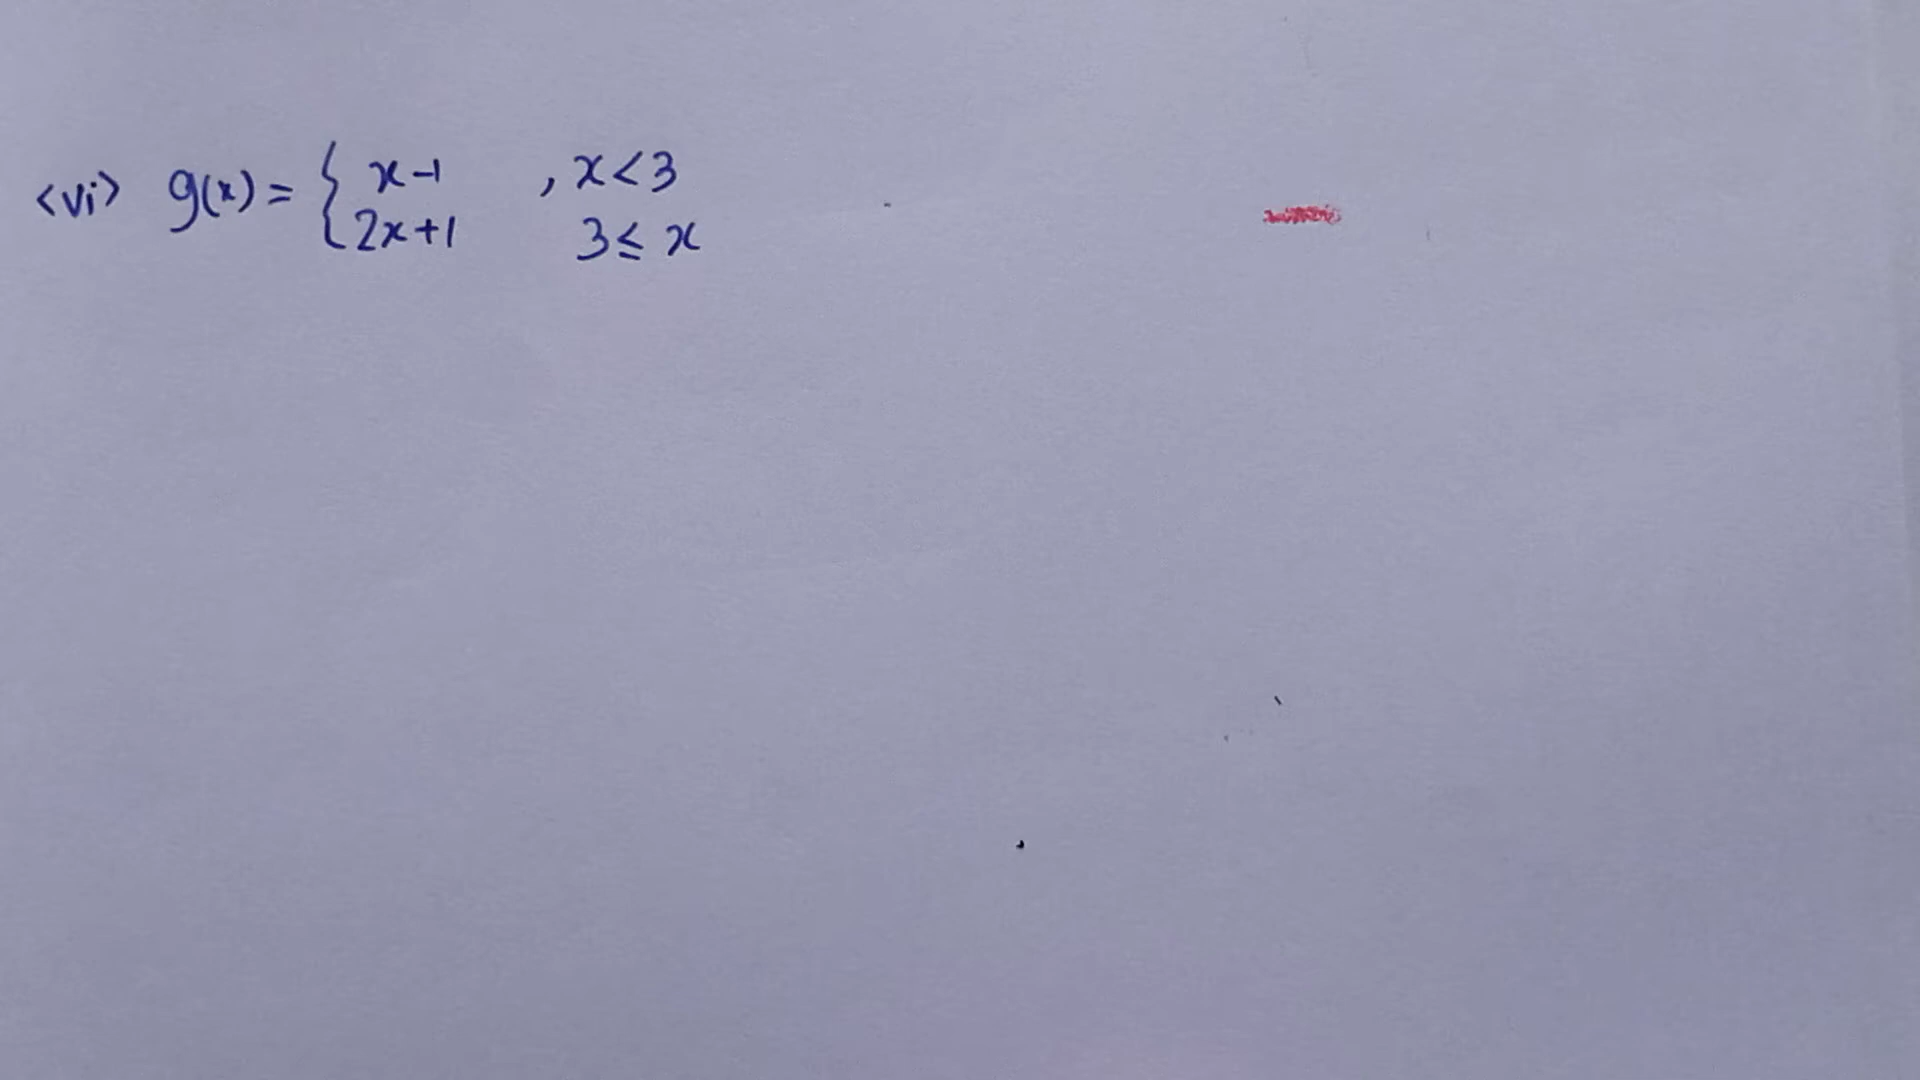 <vi> g(x) = { x-1 , x<3
2x+1 3≤ x